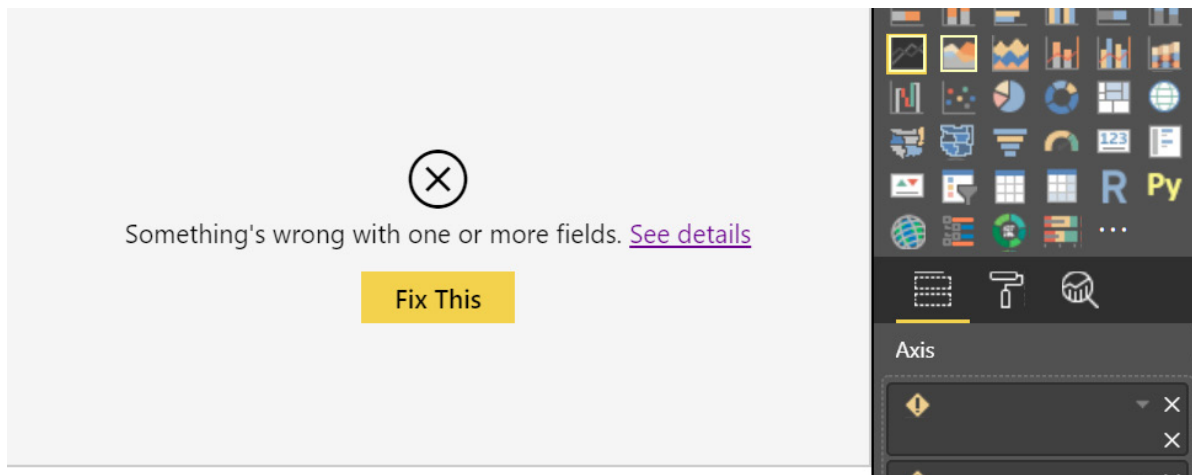 Something's wrong with one or more fields. See details
Fix This
123
R
Py
Axis